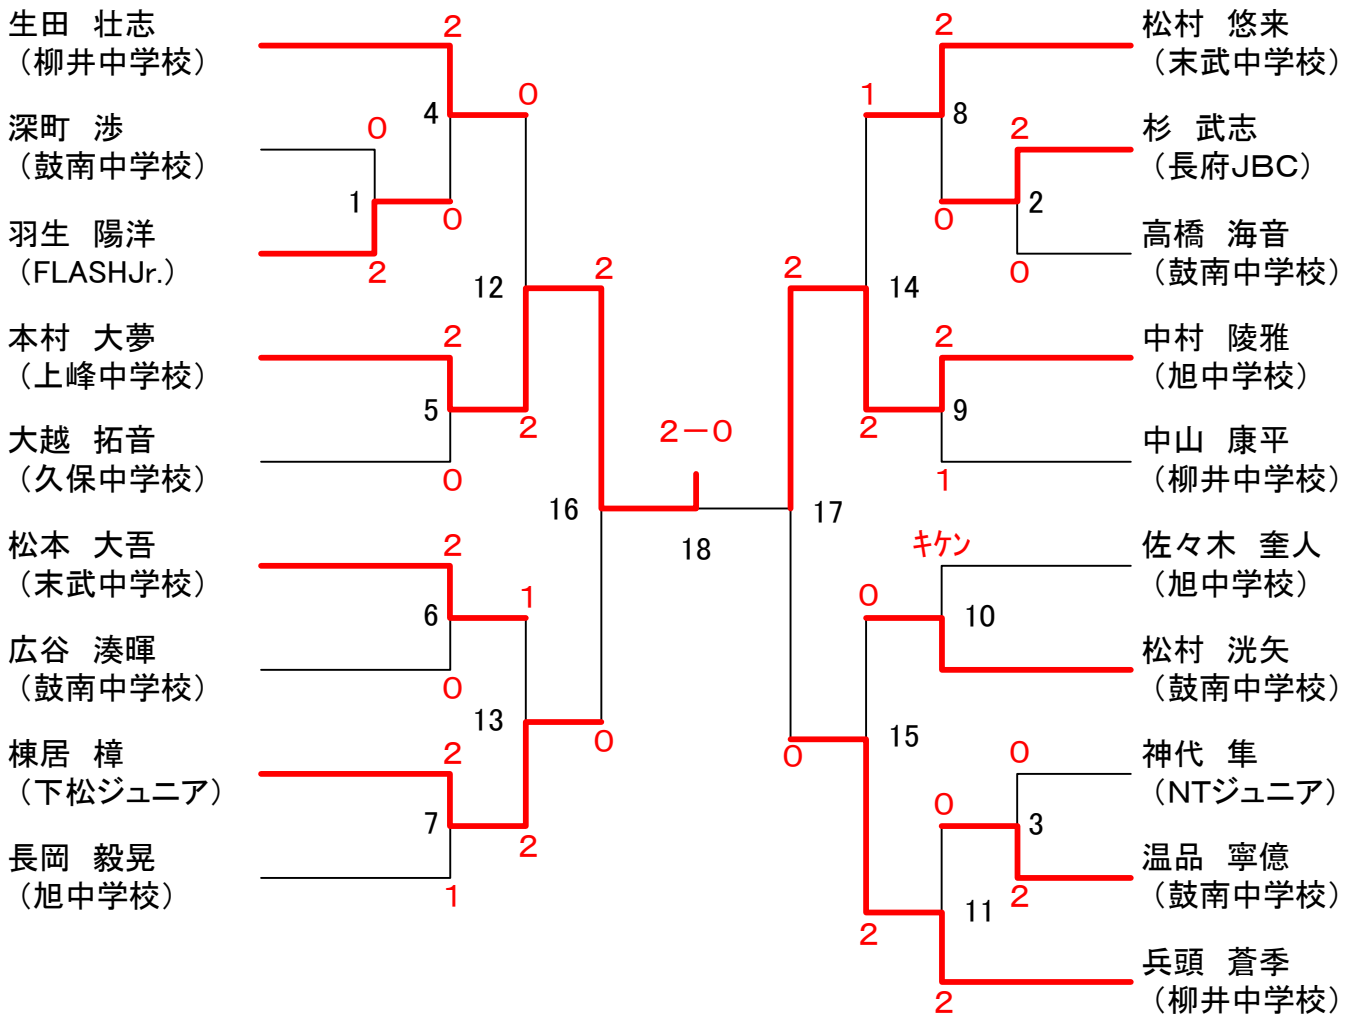 生田　壮志
（柳井中学校）
深町　渉
（鼓南中学校）
羽生　陽洋
（FLASHJr.）
本村　大夢
（上峰中学校）
大越　拓音
（久保中学校）
松本　大吾
（末武中学校）
広谷　湊暉
（鼓南中学校）
棟居　樟
（下松ジュニア）
長岡　毅晃
（旭中学校）
2
4
0
0
1
0
2
12
2
2
5
2
0
16
2
6
1
0
13
0
2
7
2
1
2－0
18
2
1
8
2
2
0
0
2
14
2
9
2
1
17
キケン
0
10
15
0
0
0
3
2
11
2
2
松村　悠来
（末武中学校）
杉　武志
（長府JBC）
高橋　海音
（鼓南中学校）
中村　陵雅
（旭中学校）
中山　康平
（柳井中学校）
佐々木　奎人
（旭中学校）
松村　洸矢
（鼓南中学校）
神代　隼
（NTジュニア）
温品　寧億
（鼓南中学校）
兵頭　蒼季
（柳井中学校）